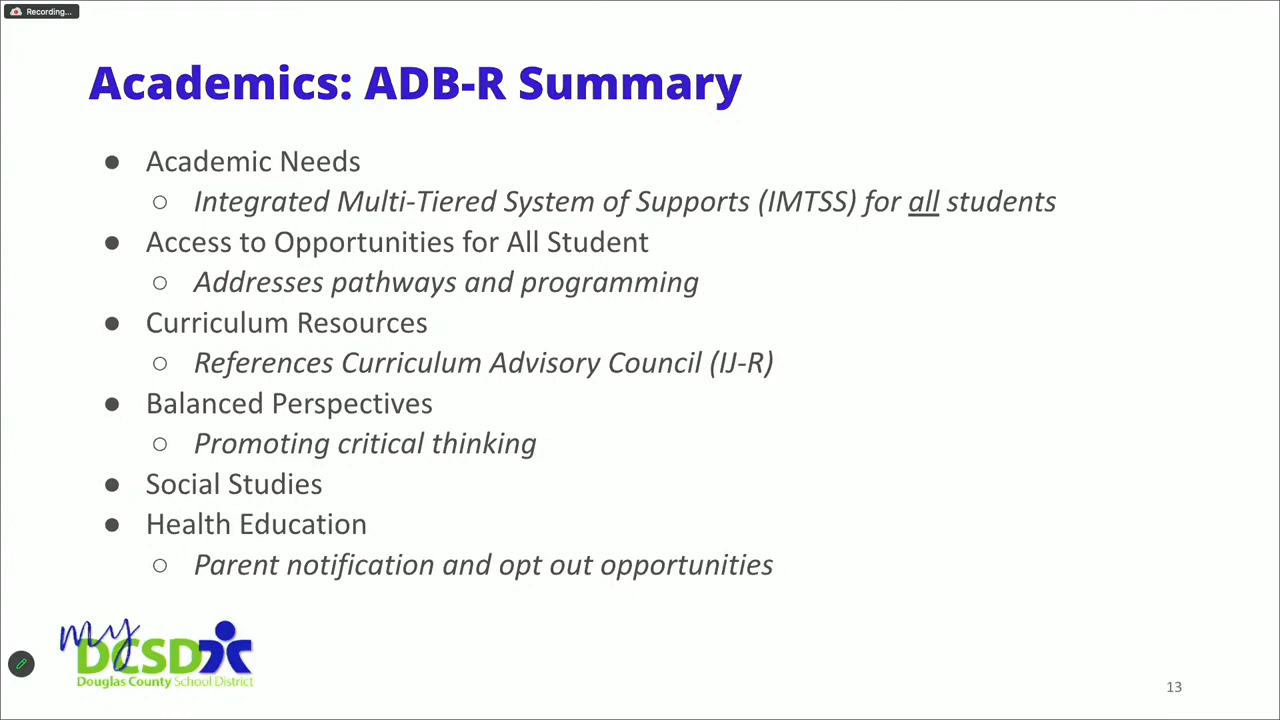 Recording...
Academics: ADB-R Summary
● Academic Needs
○ Integrated Multi-Tiered System of Supports (IMTSS) for all students
● Access to Opportunities for All Student
○ Addresses pathways and programming
● Curriculum Resources
○ References Curriculum Advisory Council (IJ-R)
● Balanced Perspectives
○ Promoting critical thinking
● Social Studies
● Health Education
○ Parent notification and opt out opportunities
my
DCSD
Douglas County School District
13